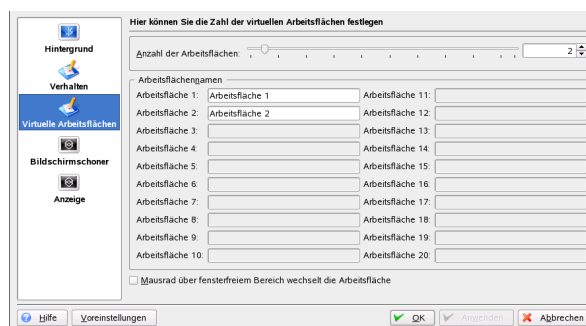 Hier können Sie die Zahl der virtuellen Arbeitsflächen festlegen
Hintergrund
Verhalten
Virtuelle Arbeitsflächen
Bildschirmschoner
Anzeige
Anzahl der Arbeitsflächen: 2
Arbeitsflächennamen
Arbeitsfläche 1: Arbeitsfläche 1 Arbeitsfläche 11:
Arbeitsfläche 2: Arbeitsfläche 2 Arbeitsfläche 12:
Arbeitsfläche 3: Arbeitsfläche 13:
Arbeitsfläche 4: Arbeitsfläche 14:
Arbeitsfläche 5: Arbeitsfläche 15:
Arbeitsfläche 6: Arbeitsfläche 16:
Arbeitsfläche 7: Arbeitsfläche 17:
Arbeitsfläche 8: Arbeitsfläche 18:
Arbeitsfläche 9: Arbeitsfläche 19:
Arbeitsfläche 10: Arbeitsfläche 20:
Mausrad über fensterfreiem Bereich wechselt die Arbeitsfläche
Hilfe Voreinstellungen OK Anwenden Abbrechen